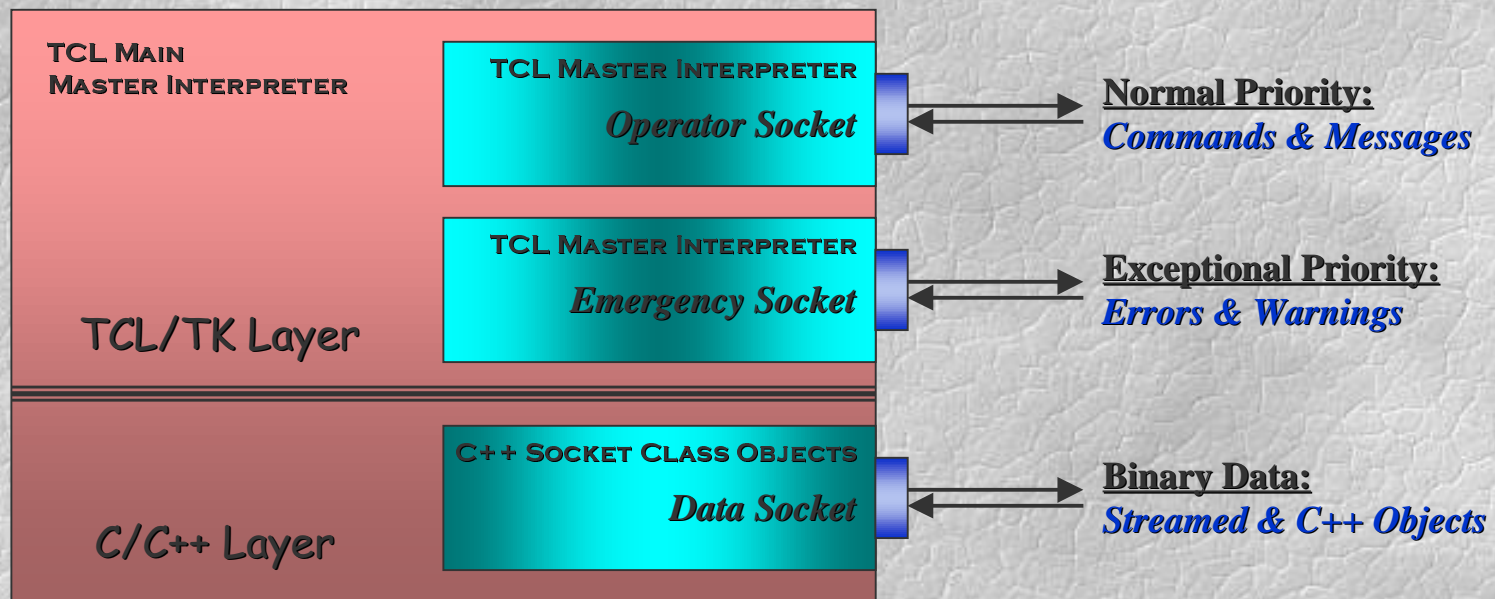 TCL MAIN
MASTER INTERPRETER
TCL MASTER INTERPRETER
Operator Socket
Normal Priority:
Commands & Messages
TCL MASTER INTERPRETER
Emergency Socket
Exceptional Priority:
Errors & Warnings
TCL/TK Layer
C++ SOCKET CLASS OBJECTS
Data Socket
Binary Data:
Streamed & C++ Objects
C/C++ Layer